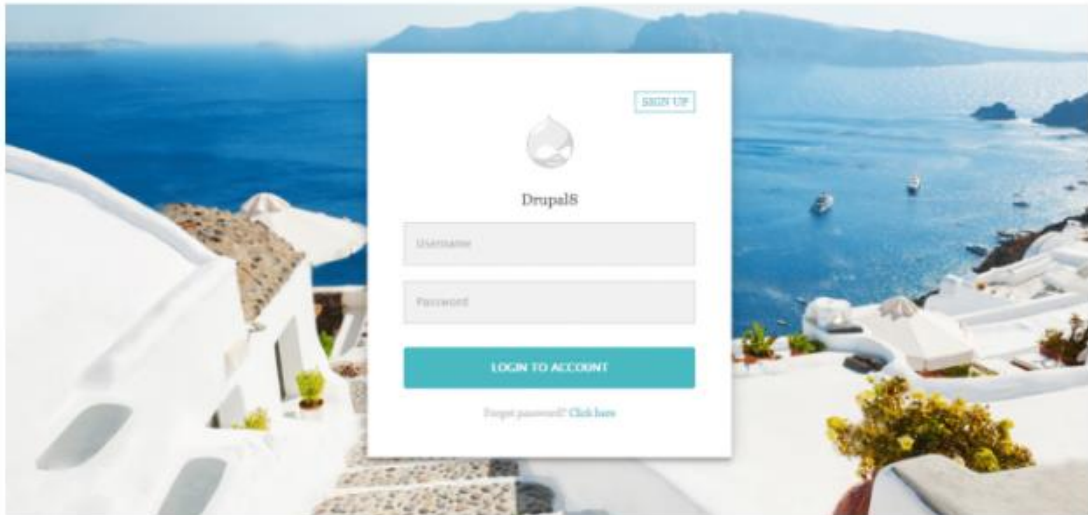 SIGN UP
Drupal8
Username
Password
LOGIN TO ACCOUNT
Forgot password? Click here